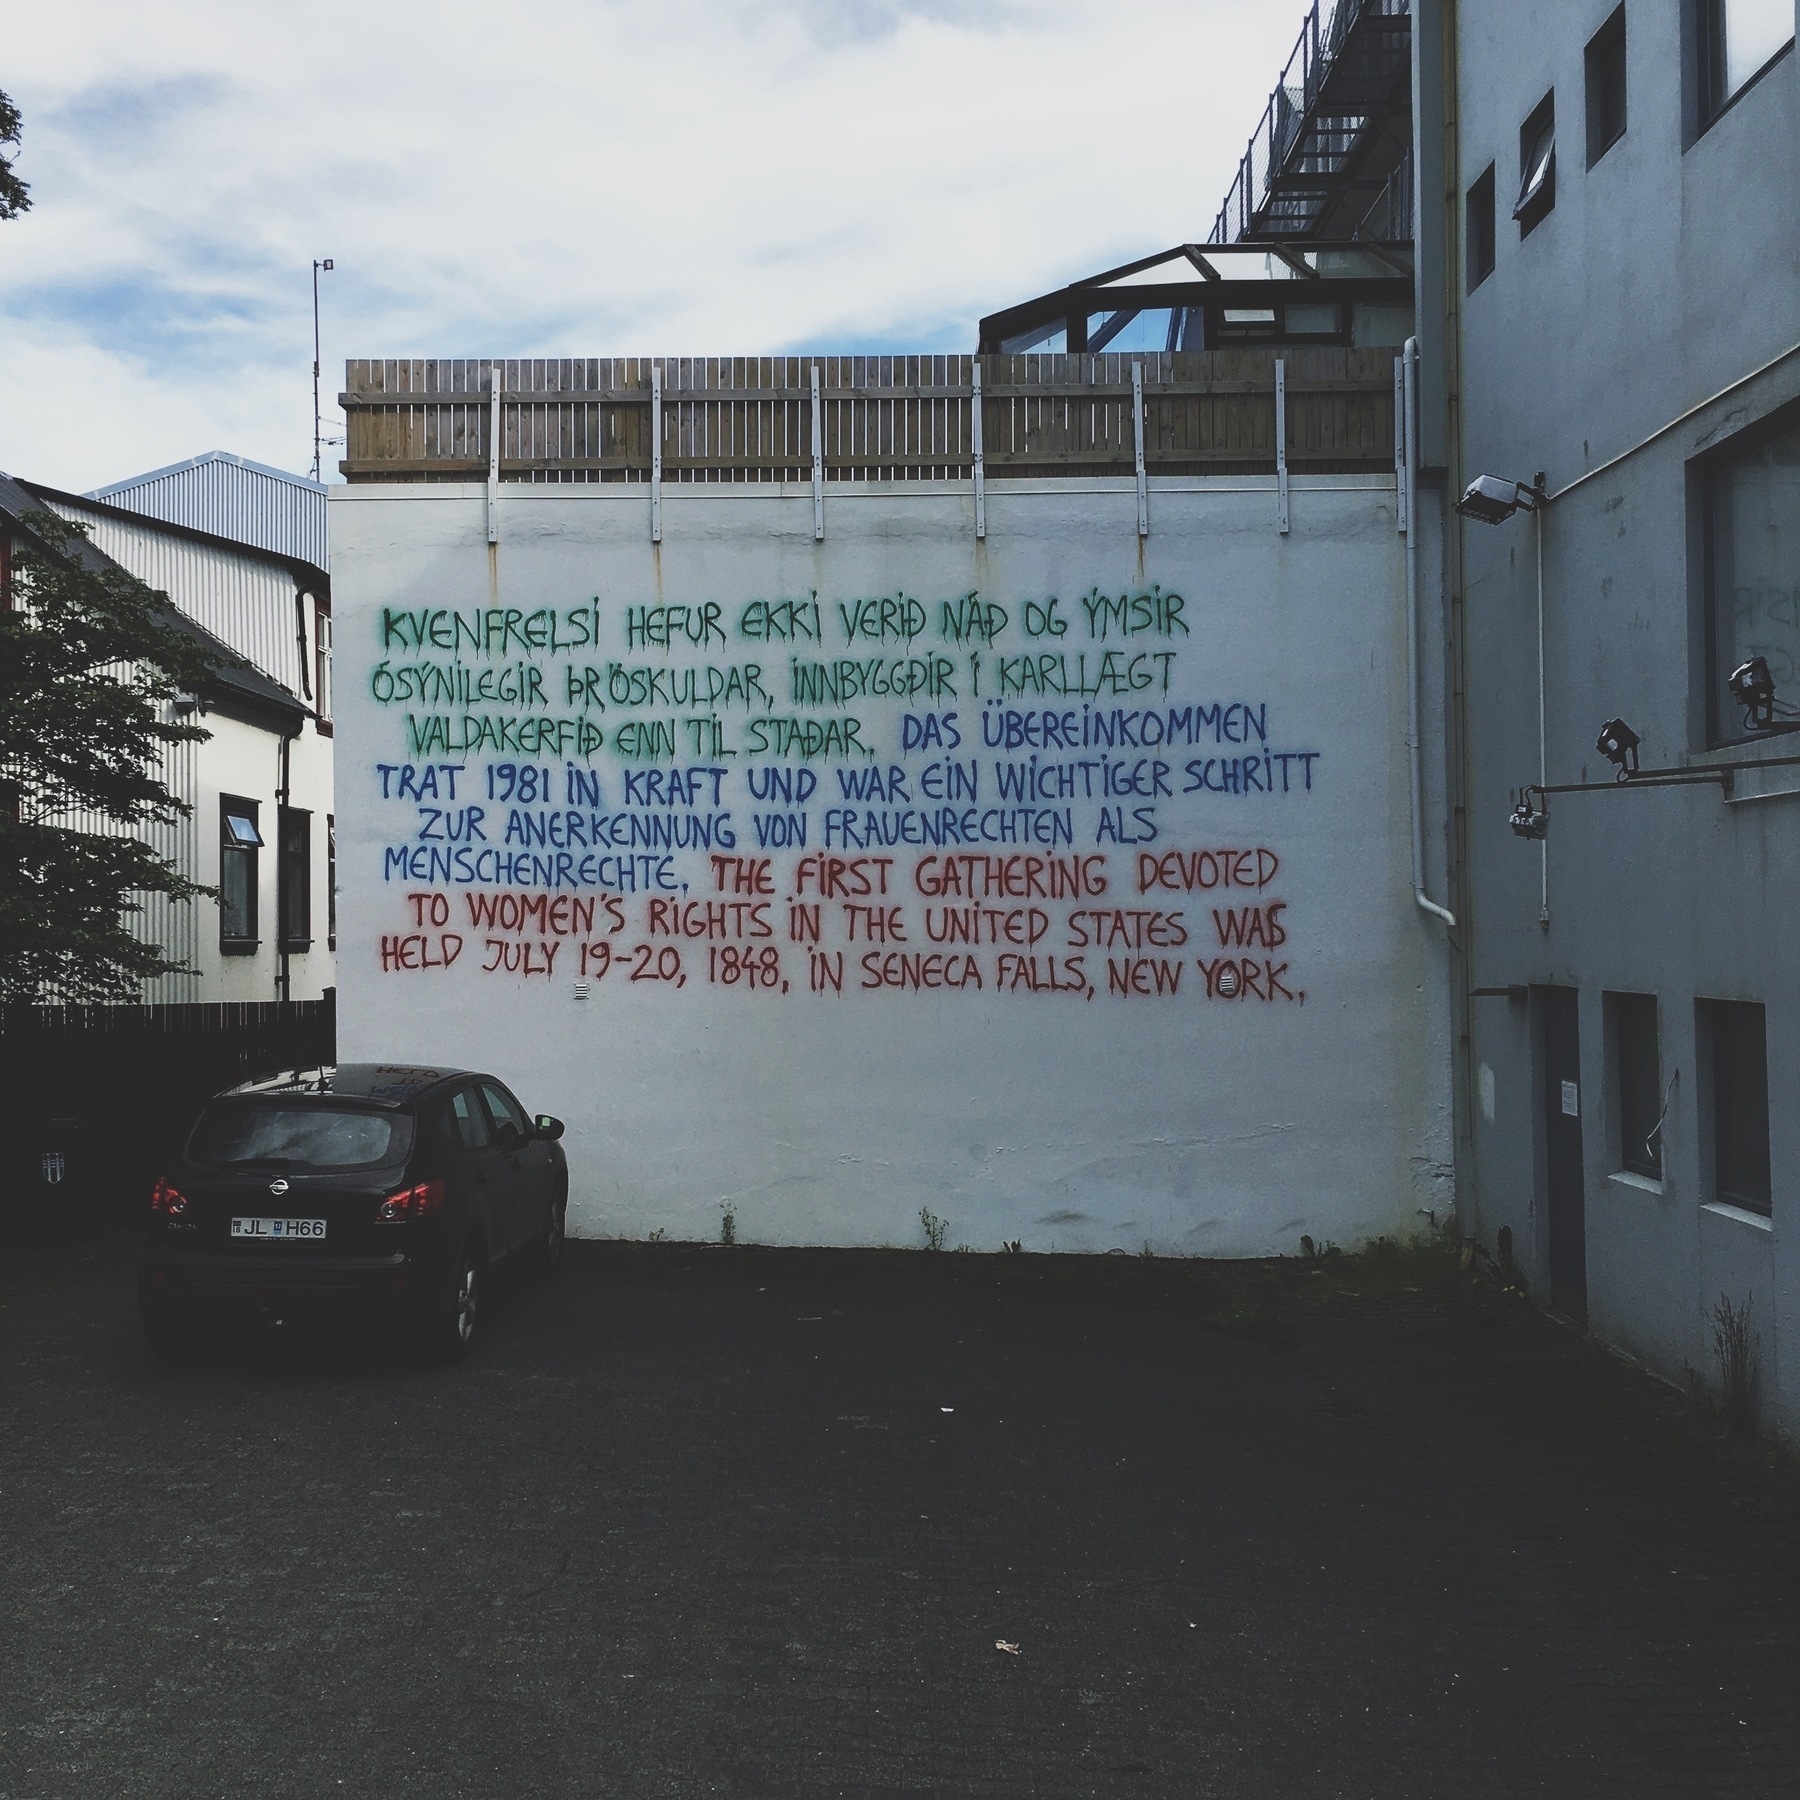 KVENFRELSI HEFUR EKKI VERIÐ NÁÐ OG ÝMSIR
ÓSÝNILEGIR ÞRÖSKULDAR, INNBYGGÐIR Í KARLLÆGT
VALDAKERFIÐ ENN TIL STAÐAR. DAS ÜBEREINKOMMEN
TRAT 1981 IN KRAFT UND WAR EIN WICHTIGER SCHRITT
ZUR ANERKENNUNG VON FRAUENRECHTEN ALS
MENSCHENRECHTE. THE FIRST GATHERING DEVOTED
TO WOMEN'S RIGHTS IN THE UNITED STATES WAS
HELD JULY 19-20, 1848, IN SENECA FALLS, NEW YORK.
JL H66